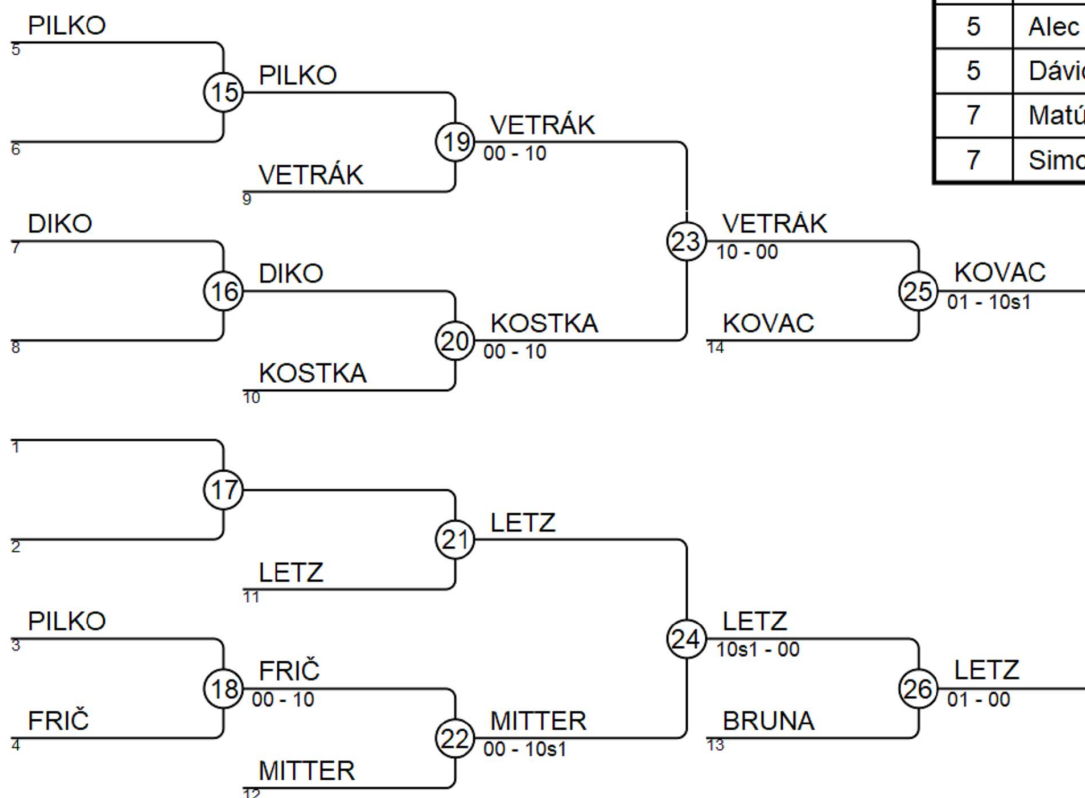 PILKO
5
15
PILKO
6
19
VETRÁK
00 - 10
VETRÁK
9
DIKO
7
16
DIKO
8
20
KOSTKA
00 - 10
KOSTKA
10
23
VETRÁK
10 - 00
KOVAC
14
25
KOVAC
01 - 10s1
1
17
2
21
LETZ
LETZ
11
PILKO
3
18
FRIČ
00 - 10
FRIČ
4
22
MITTER
00 - 10s1
MITTER
12
24
LETZ
10s1 - 00
BRUNA
13
26
LETZ
01 - 00
5 Alec
5
7
7